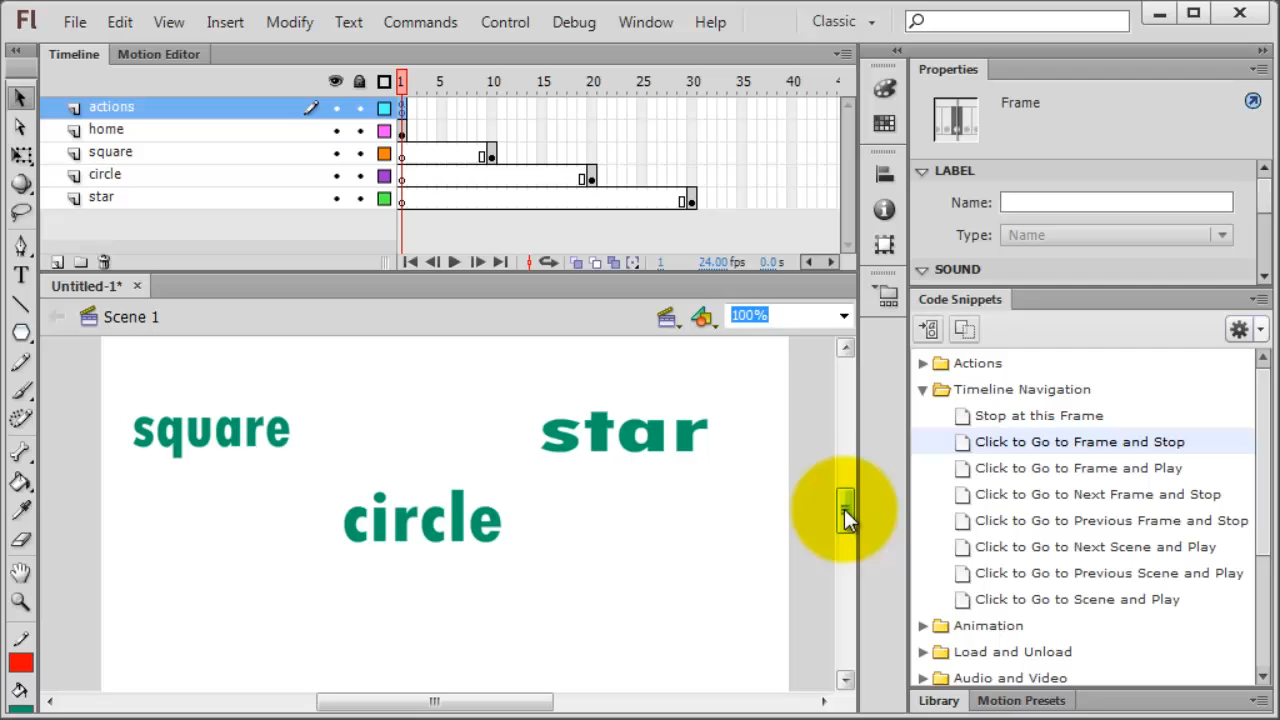 Fl File Edit View Insert Modify Text Commands Control Debug Window Help Classic
Timeline Motion Editor
1 5 10 15 20 25 30 35 40
actions
home
square
circle
star
1 24.00 fps 0.0 s
Untitled-1*
Scene 1 100%
square star
circle
Properties
Frame
LABEL
Name:
Type: Name
SOUND
Code Snippets
Actions
Timeline Navigation
Stop at this Frame
Click to Go to Frame and Stop
Click to Go to Frame and Play
Click to Go to Next Frame and Stop
Click to Go to Previous Frame and Stop
Click to Go to Next Scene and Play
Click to Go to Previous Scene and Play
Click to Go to Scene and Play
Animation
Load and Unload
Audio and Video
Library Motion Presets